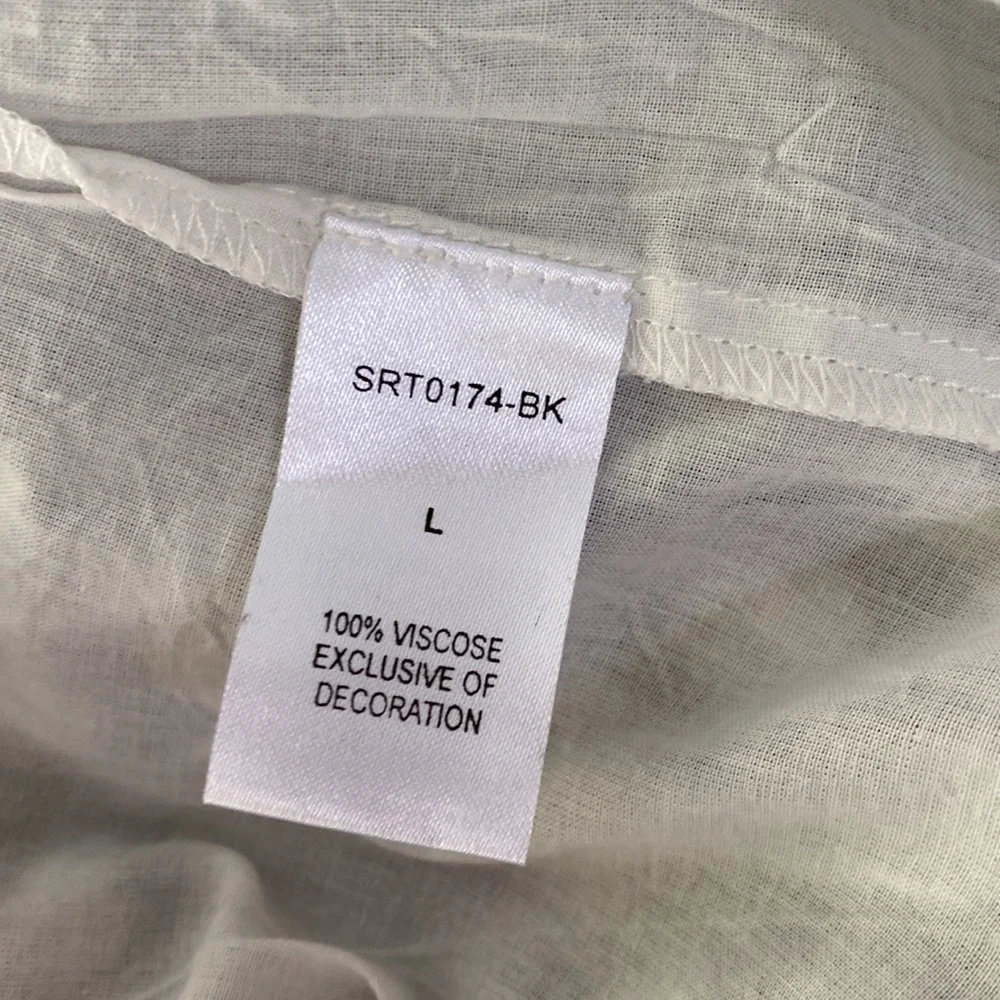 SRT0174-BK
L
100% VISCOSE
EXCLUSIVE OF
DECORATION